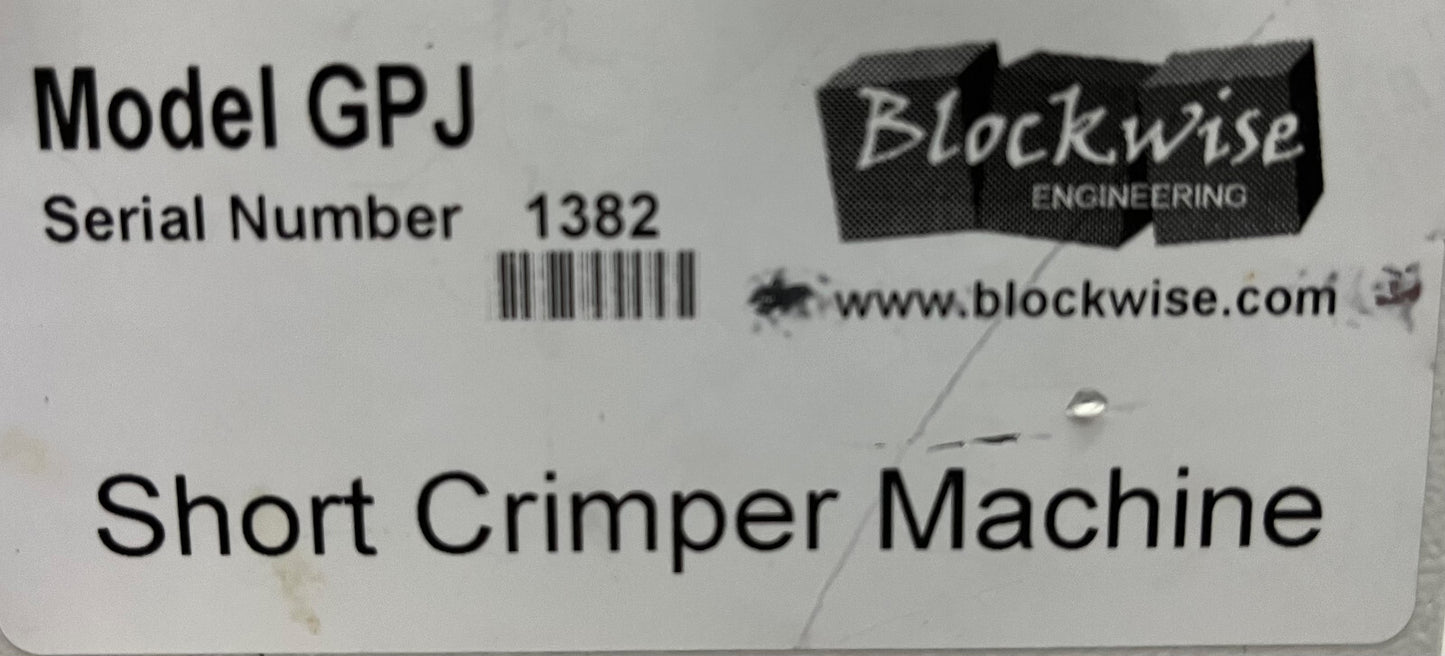 Model GPJ
Serial Number 1382
Blockwise
ENGINEERING
www.blockwise.com
Short Crimper Machine